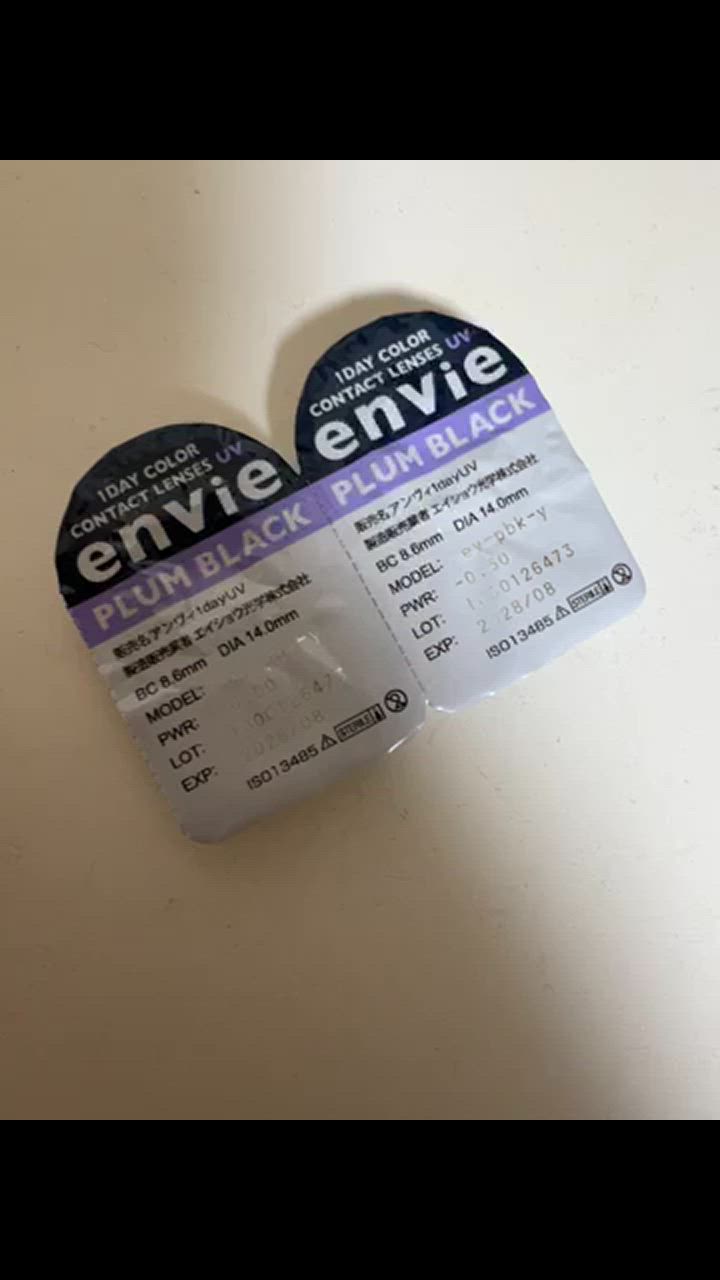 1DAY COLOR
CONTACT LENSES UV
envie
PLUM BLACK
販売名アンヴィ1dayUV
製造販売業者 エイショウ光学株式会社
BC 8.6mm DIA 14.0mm
MODEL:
PWR:
LOT:
EXP: 2028/08
ISO13485 STERILE
1DAY COLOR
CONTACT LENSES UV
envie
PLUM BLACK
販売名アンヴィ1dayUV
製造販売業者 エイショウ光学株式会社
BC 8.6mm DIA 14.0mm
MODEL: ev-pbk-y
PWR: -0.50
LOT:
EXP: 2028/08
ISO13485 STERILE